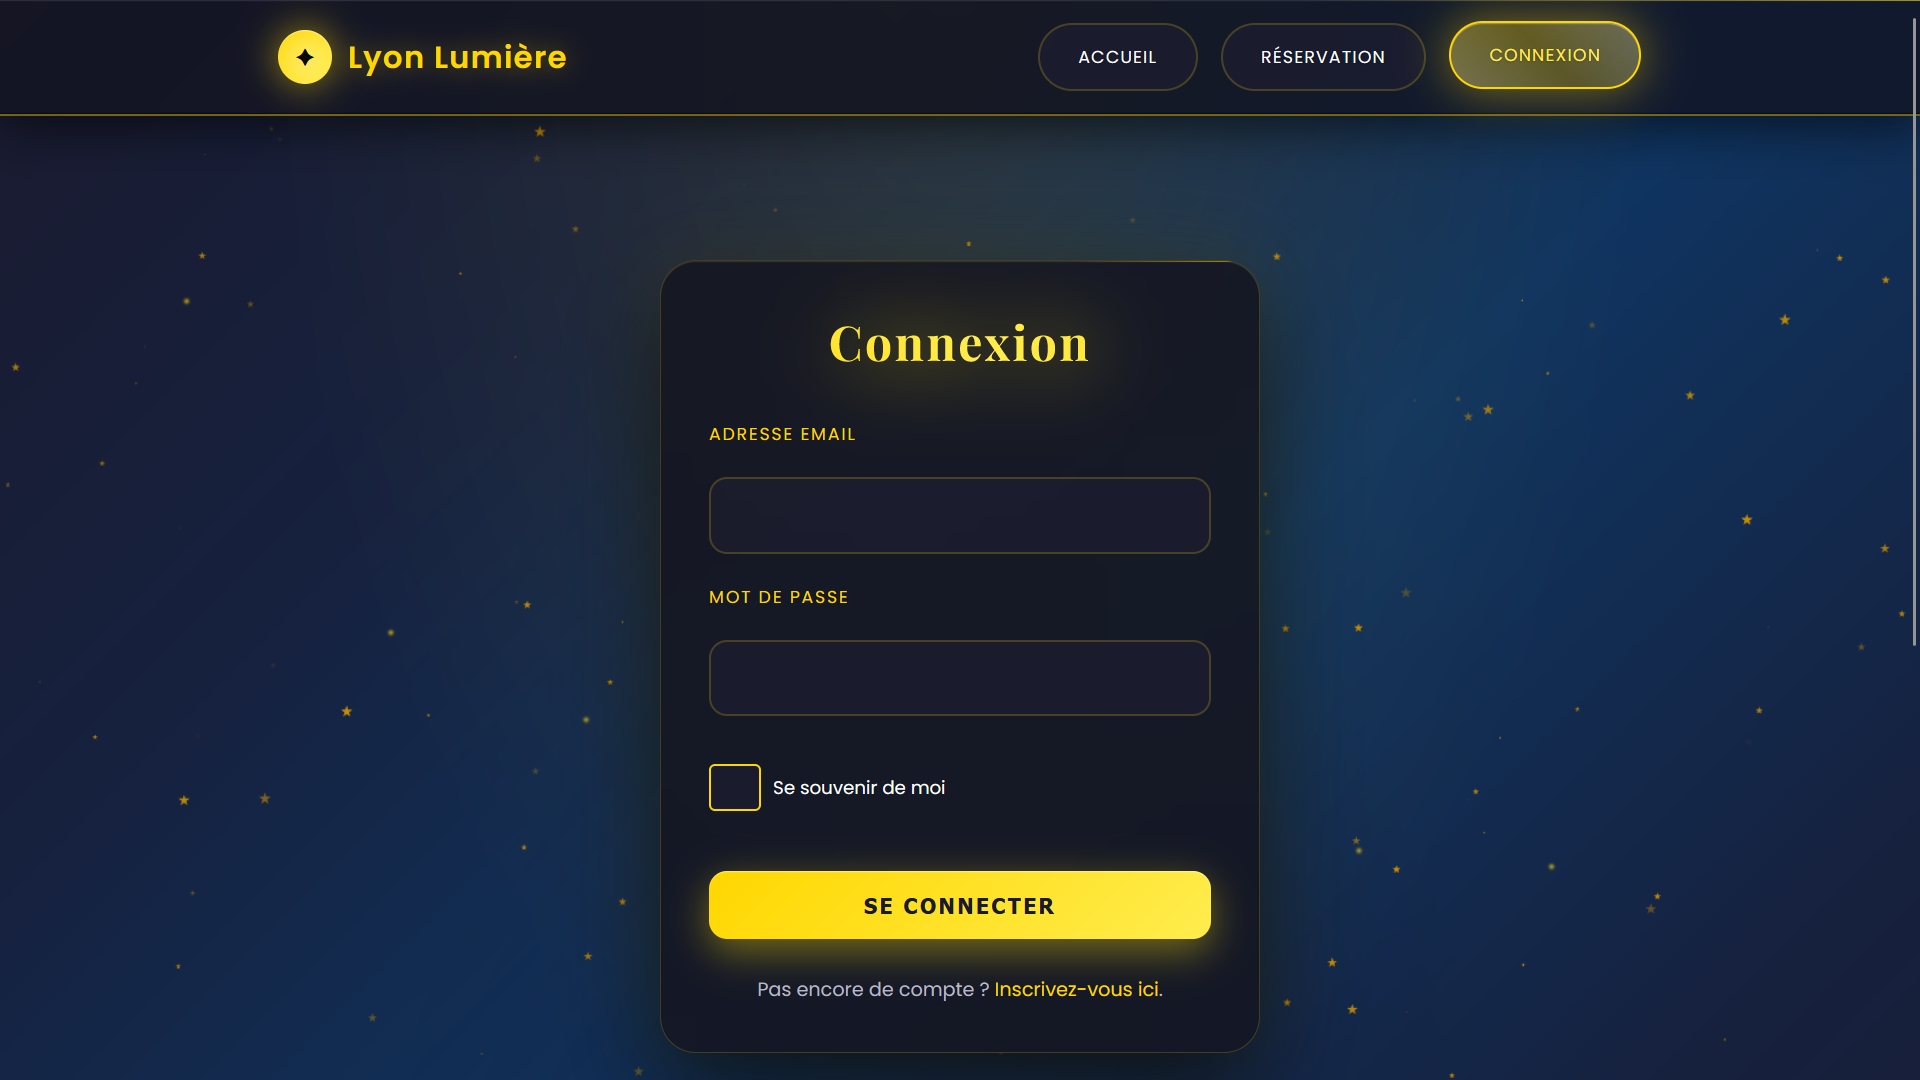 Lyon Lumière
ACCUEIL
RÉSERVATION
CONNEXION
Connexion
ADRESSE EMAIL
MOT DE PASSE
Se souvenir de moi
SE CONNECTER
Pas encore de compte ? Inscrivez-vous ici.